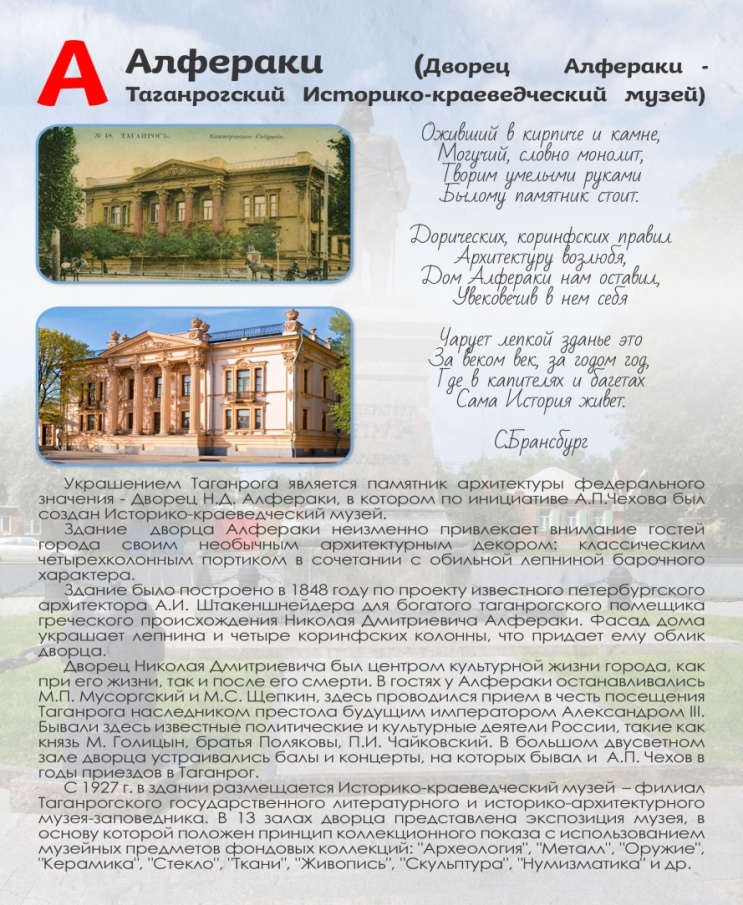 А Алфераки (Дворец Алфераки -
Таганрогский Историко-краеведческий музей)
№ 18. ТАГАНРОГЪ. Коммерческое Собраніе.
Оживший в кирпиче и камне,
Могучий, словно монолит,
Творим умелыми руками
Былому памятник стоит.
Дорических, коринфских правил
Архитектуру возлюбя,
Дом Алфераки нам оставил,
Увековечив в нем себя
Чарует лепкой зданье это
За веком век, за годом год,
Где в капителях и багетах
Сама История живет.
С.Брансбург
Украшением Таганрога является памятник архитектуры федерального
значения - Дворец Н.Д. Алфераки, в котором по инициативе А.П.Чехова был
создан Историко-краеведческий музей.
Здание дворца Алфераки неизменно привлекает внимание гостей
города своим необычным архитектурным декором: классическим
четырехколонным портиком в сочетании с обильной лепниной барочного
характера.
Здание было построено в 1848 году по проекту известного петербургского
архитектора А.И. Штакеншнейдера для богатого таганрогского помещика
греческого происхождения Николая Дмитриевича Алфераки. Фасад дома
украшает лепнина и четыре коринфских колонны, что придает ему облик
дворца.
Дворец Николая Дмитриевича был центром культурной жизни города, как
при его жизни, так и после его смерти. В гостях у Алфераки останавливались
М.П. Мусоргский и М.С. Щепкин, здесь проводился прием в честь посещения
Таганрога наследником престола будущим императором Александром III.
Бывали здесь известные политические и культурные деятели России, такие как
князь М. Голицын, братья Поляковы, П.И. Чайковский. В большом двусветном
зале дворца устраивались балы и концерты, на которых бывал и А.П. Чехов в
годы приездов в Таганрог.
С 1927 г. в здании размещается Историко-краеведческий музей – филиал
Таганрогского государственного литературного и историко-архитектурного
музея-заповедника. В 13 залах дворца представлена экспозиция музея, в
основу которой положен принцип коллекционного показа с использованием
музейных предметов фондовых коллекций: "Археология", "Металл", "Оружие",
"Керамика", "Стекло", "Ткани", "Живопись", "Скульптура", "Нумизматика" и др.